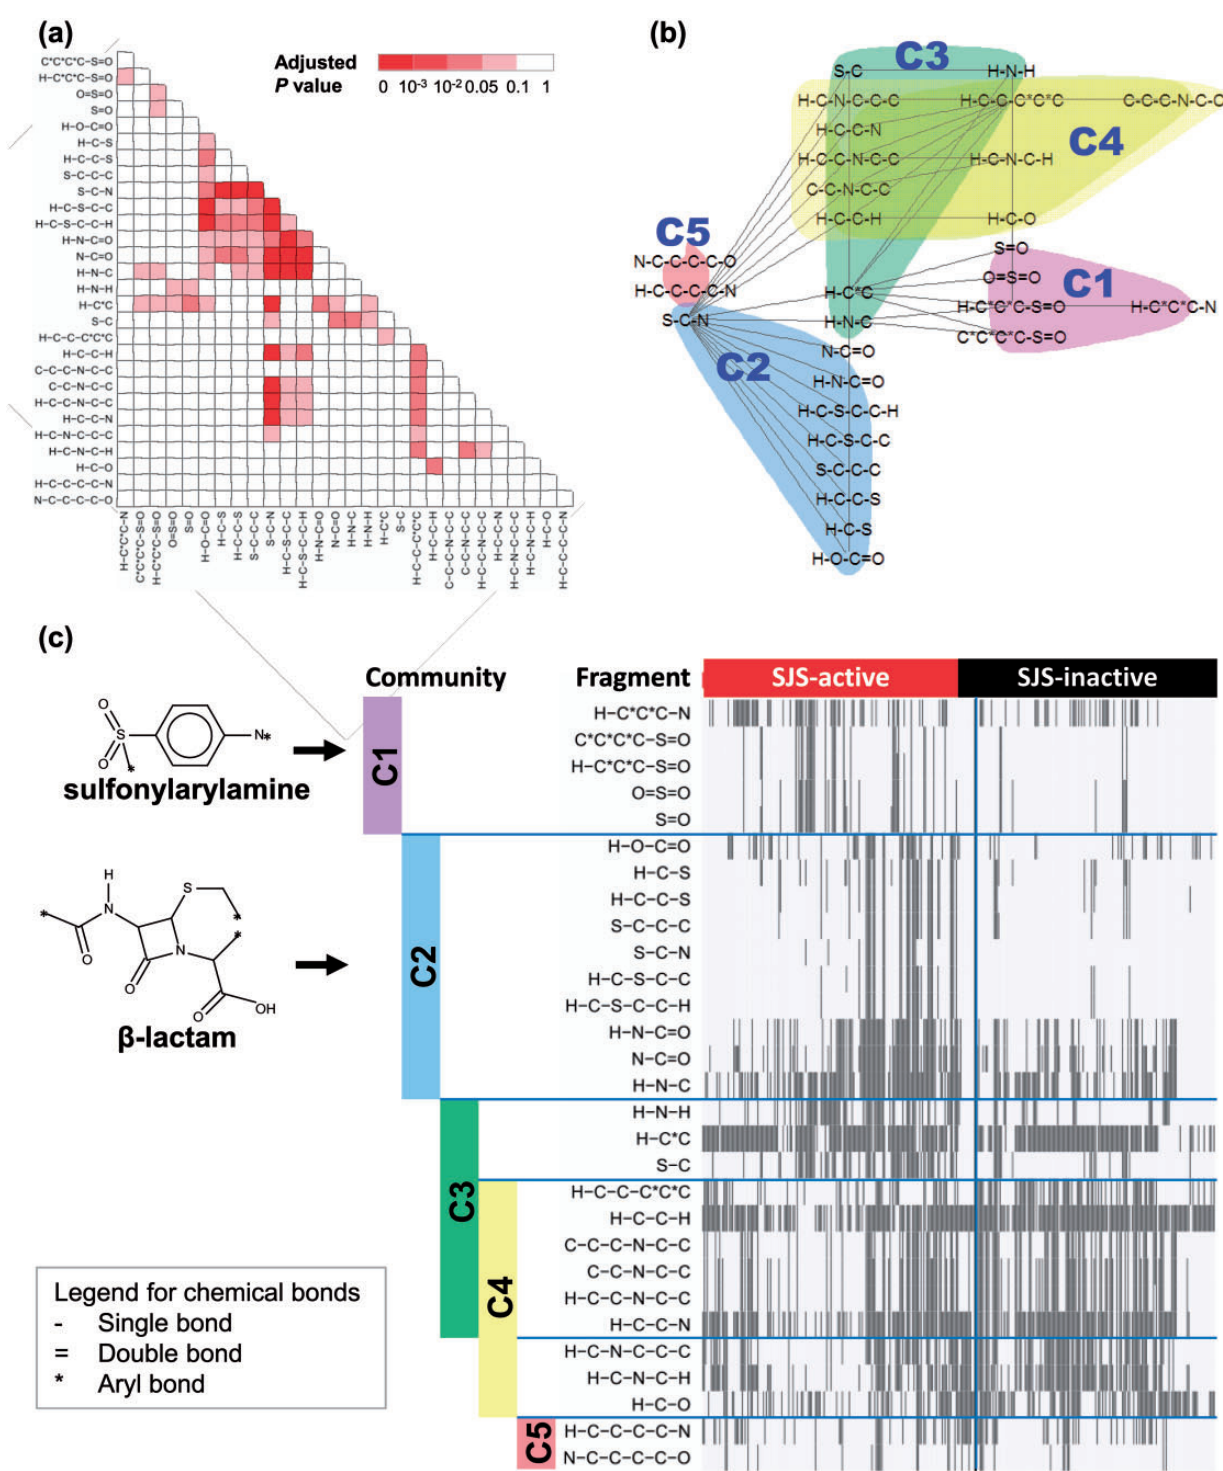 (a)
Adjusted
P value
0 10⁻³ 10⁻² 0.05 0.1 1
C*C*C*C-S=O
H-C*C*C-S=O
O=S=O
S=O
H-O-C=O
H-C-S
H-C-C-S
S-C-C-C
S-C-N
H-C-S-C-C
H-C-S-C-C-H
H-N-C=O
N-C=O
H-N-C
H-N-H
H-C*C
S-C
H-C-C-C*C*C
H-C-C-H
C-C-C-N-C-C
C-C-N-C-C
H-C-C-N-C-C
H-C-C-N
H-C-N-C-C-C
H-C-N-C-H
H-C-O
H-C-C-C-C-N
N-C-C-C-C-O
H-C*C*C-N
C*C*C*C-S=O
H-C*C*C-S=O
O=S=O
S=O
H-O-C=O
H-C-S
H-C-C-S
S-C-C-C
S-C-N
H-C-S-C-C
H-C-S-C-C-H
H-N-C=O
N-C=O
H-N-C
H-N-H
H-C*C
S-C
H-C-C-C*C*C
H-C-C-H
C-C-C-N-C-C
C-C-N-C-C
H-C-C-N-C-C
H-C-C-N
H-C-N-C-C-C
H-C-N-C-H
H-C-O
H-C-C-C-C-N
(b)
C3
S-C H-N-H
H-C-N-C-C-C H-C-C-C*C*C C-C-C-N-C-C
H-C-C-N
C4
H-C-C-N-C-C H-C-N-C-H
C-C-N-C-C
H-C-C-H H-C-O
C5
S=O
N-C-C-C-C-O
O=S=O
C1
H-C-C-C-C-N H-C*C
H-C*C*C-S=O H-C*C*C-N
S-C-N H-N-C
C*C*C*C-S=O
N-C=O
C2
H-N-C=O
H-C-S-C-C-H
H-C-S-C-C
S-C-C-C
H-C-C-S
H-C-S
H-O-C=O
(c)
Community Fragment SJS-active SJS-inactive
O
S
O
*
N*
sulfonylarylamine
C1
H-C*C*C-N
C*C*C*C-S=O
H-C*C*C-S=O
O=S=O
S=O
H
N
S
*
*
*
O
N
O
O
OH
β-lactam
C2
H-O-C=O
H-C-S
H-C-C-S
S-C-C-C
S-C-N
H-C-S-C-C
H-C-S-C-C-H
H-N-C=O
N-C=O
H-N-C
C3
H-N-H
H-C*C
S-C
C4
H-C-C-C*C*C
H-C-C-H
C-C-C-N-C-C
C-C-N-C-C
H-C-C-N-C-C
H-C-C-N
H-C-N-C-C-C
H-C-N-C-H
H-C-O
C5
H-C-C-C-C-N
N-C-C-C-C-O
Legend for chemical bonds
- Single bond
= Double bond
* Aryl bond